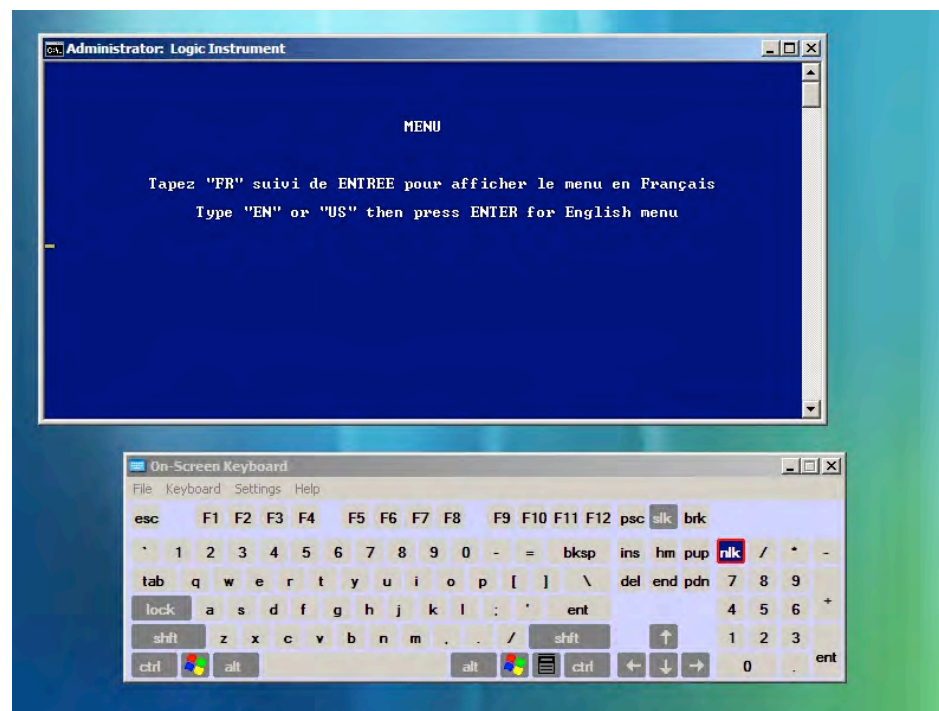 Administrator: Logic Instrument
MENU
Tapez "FR" suivi de ENTREE pour afficher le menu en Français
Type "EN" or "US" then press ENTER for English menu
On-Screen Keyboard
File Keyboard Settings Help
esc F1 F2 F3 F4 F5 F6 F7 F8 F9 F10 F11 F12 psc slk brk
` 1 2 3 4 5 6 7 8 9 0 - = bksp ins hm pup nlk / * -
tab q w e r t y u i o p [ ] \ del end pdn 7 8 9 +
lock a s d f g h j k l ; ' ent 4 5 6
shft z x c v b n m , . / shft ↑ 1 2 3 ent
ctrl alt alt ctrl ← ↓ → 0 .